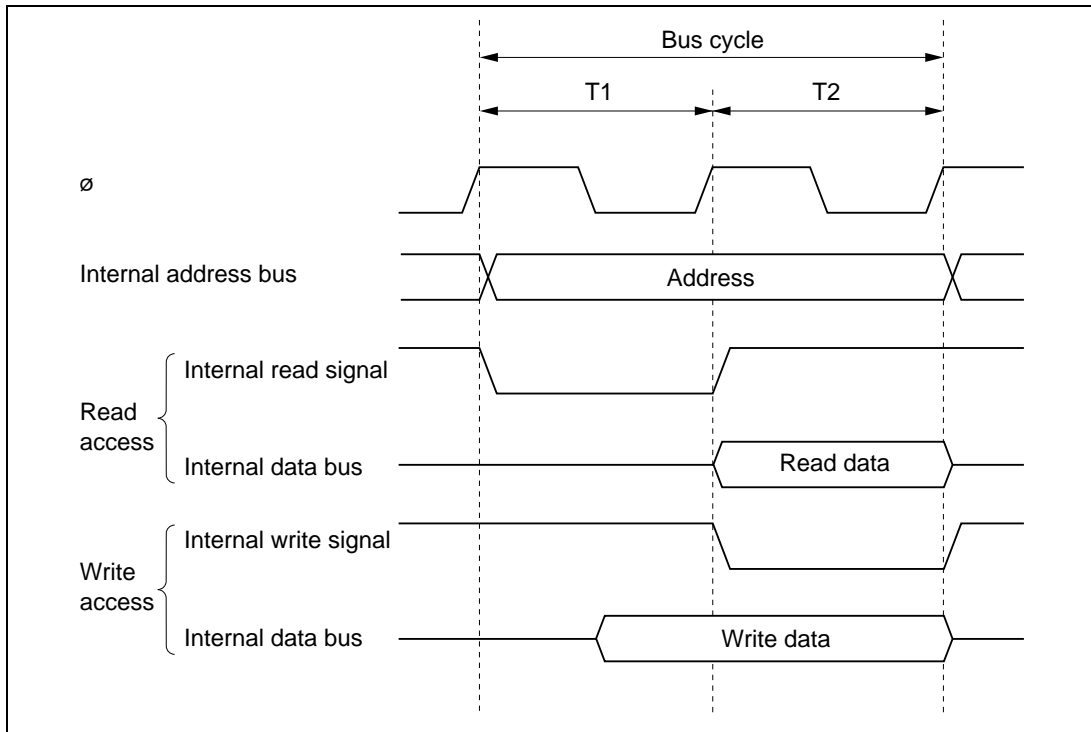 Bus cycle
T1
T2
ø
Internal address bus
Address
Read
access
Internal read signal
Internal data bus
Read data
Write
access
Internal write signal
Internal data bus
Write data